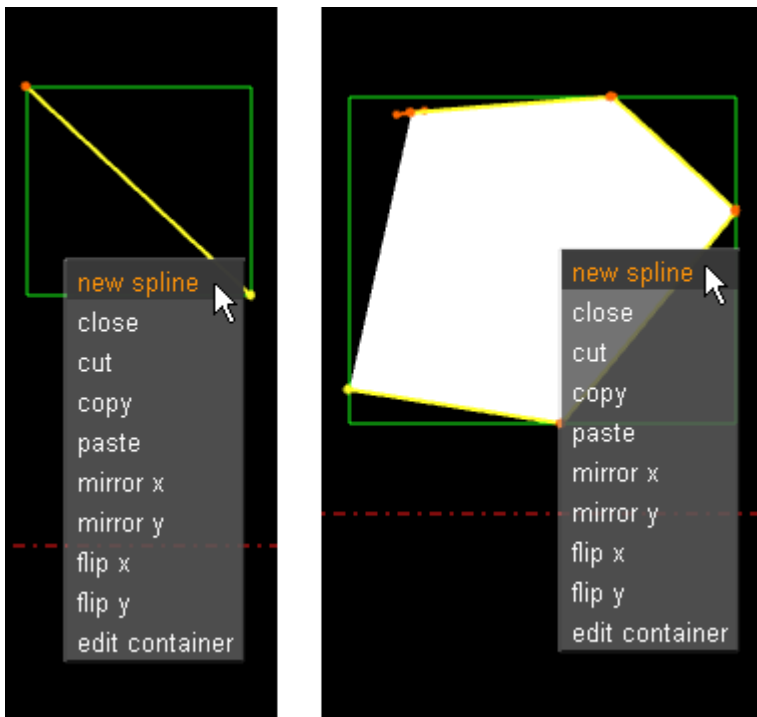 new spline
close
cut
copy
paste
mirror x
mirror y
flip x
flip y
edit container
new spline
close
cut
copy
paste
mirror x
mirror y
flip x
flip y
edit container